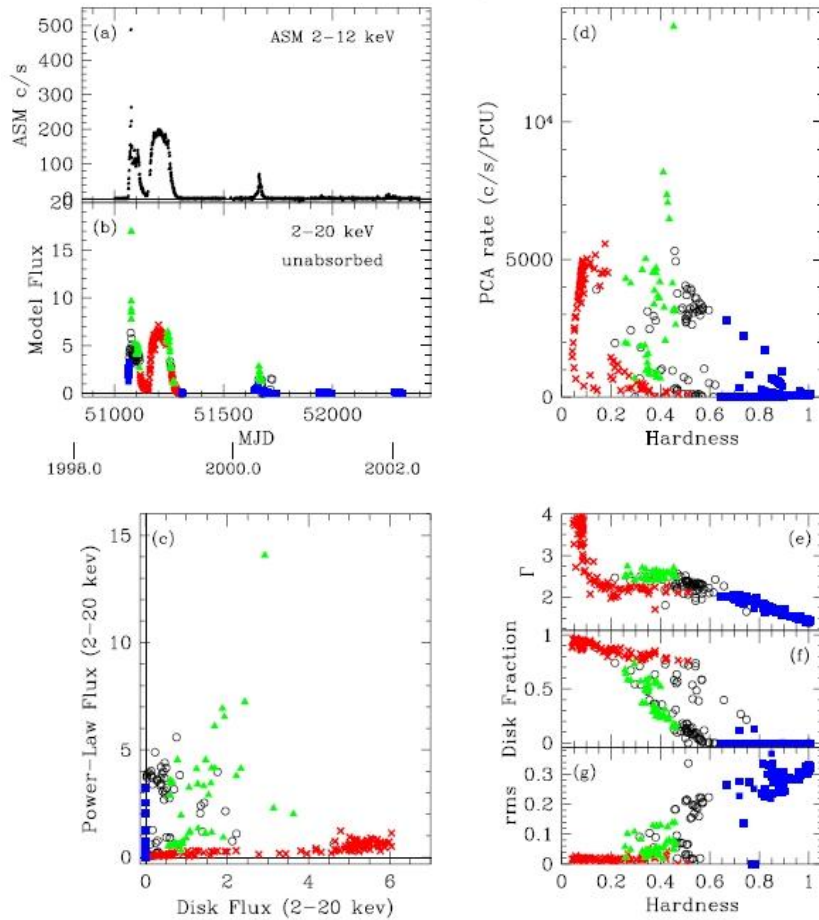 (a) ASM 2-12 keV
ASM c/s
500
400
300
200
100
0
20
(b) 2-20 keV
unabsorbed
Model Flux
15
10
5
0
51000 51500 52000
MJD
1998.0 2000.0 2002.0
(d)
PCA rate (c/s/PCU)
10⁴
5000
0
0 0.2 0.4 0.6 0.8 1
Hardness
(c)
Power-Law Flux (2-20 kev)
15
10
5
0
0 2 4 6
Disk Flux (2-20 kev)
(e)
Γ
4
3
2
(f)
Disk Fraction
1
0.5
0
(g)
rms
0.3
0.2
0.1
0
0 0.2 0.4 0.6 0.8 1
Hardness